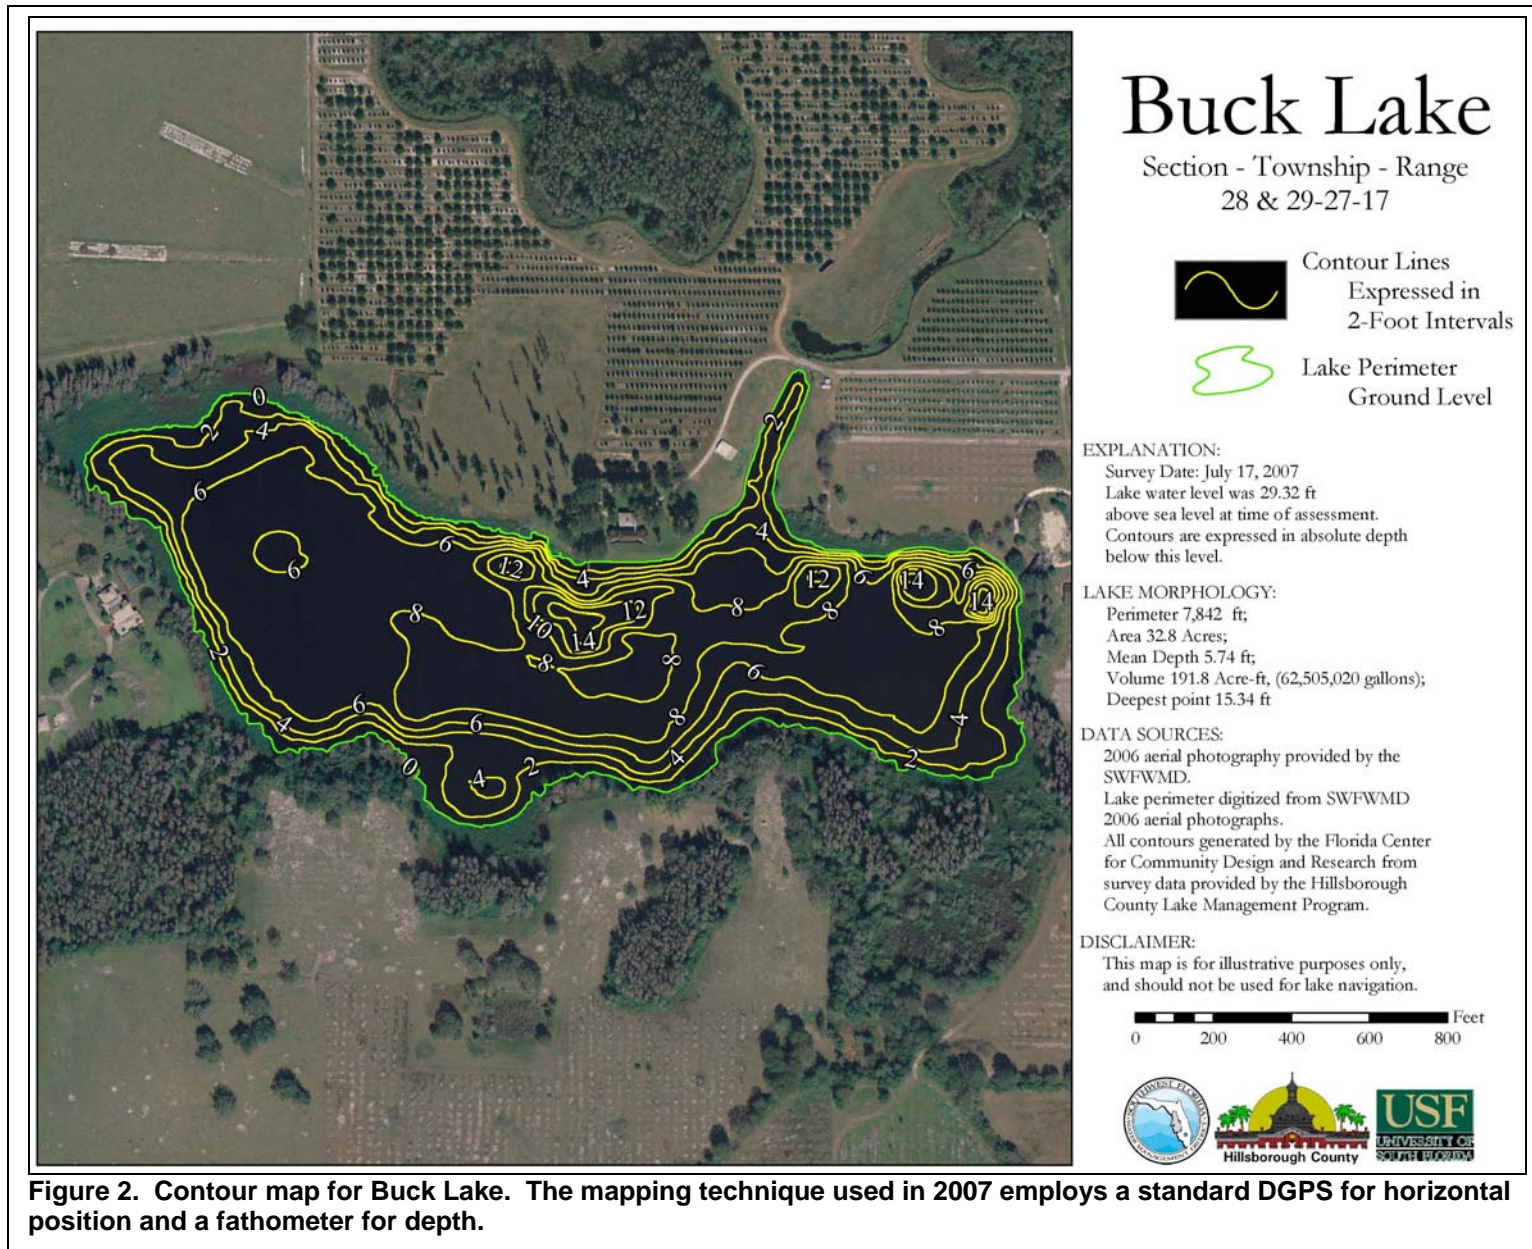 Buck Lake
Section - Township - Range
28 & 29-27-17
Contour Lines
Expressed in
2-Foot Intervals
Lake Perimeter
Ground Level
EXPLANATION:
Survey Date: July 17, 2007
Lake water level was 29.32 ft
above sea level at time of assessment.
Contours are expressed in absolute depth
below this level.
LAKE MORPHOLOGY:
Perimeter 7,842 ft;
Area 32.8 Acres;
Mean Depth 5.74 ft;
Volume 191.8 Acre-ft, (62,505,020 gallons);
Deepest point 15.34 ft
DATA SOURCES:
2006 aerial photography provided by the
SWFWMD.
Lake perimeter digitized from SWFWMD
2006 aerial photographs.
All contours generated by the Florida Center
for Community Design and Research from
survey data provided by the Hillsborough
County Lake Management Program.
DISCLAIMER:
This map is for illustrative purposes only,
and should not be used for lake navigation.
Feet
0 200 400 600 800
SOUTHWEST FLORIDA
WATER MANAGEMENT DISTRICT
Hillsborough County
USF
UNIVERSITY OF
SOUTH FLORIDA
0
2
4
6
6
6
12
4
2
4
12
6
14
6
14
8
10
12
14
8
8
8
8
8
6
8
2
4
6
6
4
4
2
0
4
2
Figure 2. Contour map for Buck Lake. The mapping technique used in 2007 employs a standard DGPS for horizontal
position and a fathometer for depth.